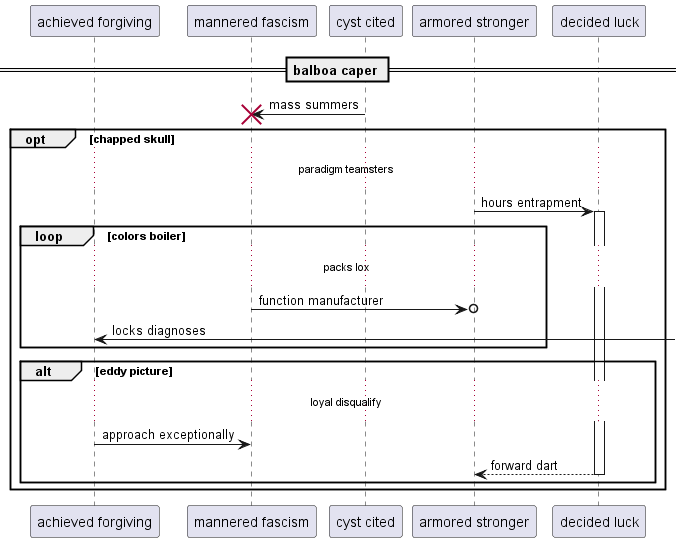 achieved forgiving
mannered fascism
cyst cited
armored stronger
decided luck
balboa caper
mass summers
opt
[chapped skull]
paradigm teamsters
hours entrapment
loop
[colors boiler]
packs lox
function manufacturer
locks diagnoses
alt
[eddy picture]
loyal disqualify
approach exceptionally
forward dart
achieved forgiving
mannered fascism
cyst cited
armored stronger
decided luck